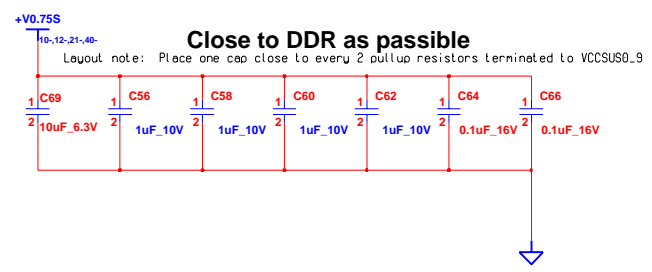 +V0.75S
10-,12-,21-,40-
Close to DDR as passible
Layout note: Place one cap close to every 2 pullup resistors terminated to VCCSUS0_9
1 C69 1 C56 1 C58 1 C60 1 C62 1 C64 1 C66
2 10uF_6.3V 2 1uF_10V 2 1uF_10V 2 1uF_10V 2 1uF_10V 2 0.1uF_16V 2 0.1uF_16V